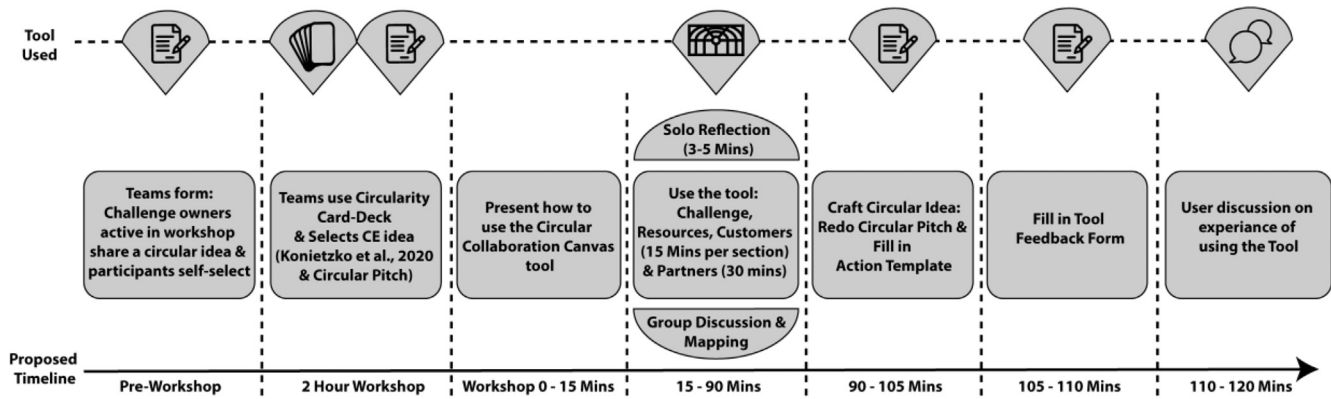 Tool
Used
Solo Reflection
(3-5 Mins)
Teams form:
Challenge owners
active in workshop
share a circular idea &
participants self-select
Teams use Circularity
Card-Deck
& Selects CE idea
(Konietzko et al., 2020
& Circular Pitch)
Present how to
use the Circular
Collaboration Canvas
tool
Use the tool:
Challenge,
Resources, Customers
(15 Mins per section)
& Partners (30 mins)
Craft Circular Idea:
Redo Circular Pitch &
Fill in
Action Template
Fill in Tool
Feedback Form
User discussion on
experience of
using the Tool
Group Discussion &
Mapping
Proposed
Timeline
Pre-Workshop
2 Hour Workshop
Workshop 0 - 15 Mins
15 - 90 Mins
90 - 105 Mins
105 - 110 Mins
110 - 120 Mins